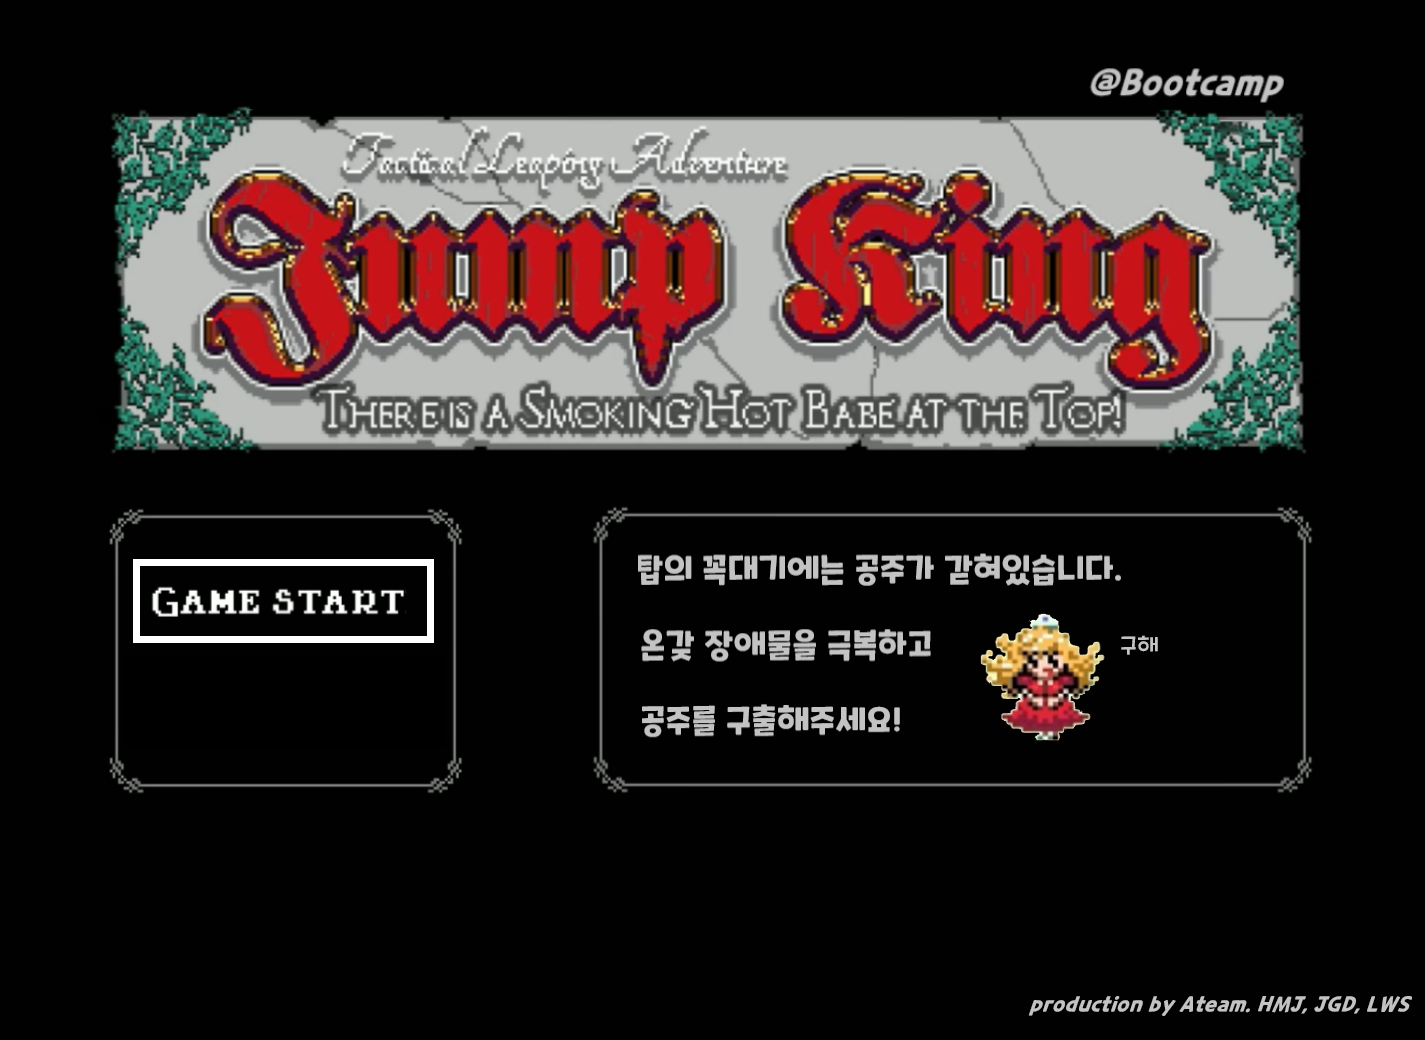 @Bootcamp
Tactical Leaping Adventure
Jump King
THERE IS A SMOKING HOT BABE AT THE TOP!
GAME START
탑의 꼭대기에는 공주가 갇혀있습니다.
온갖 장애물을 극복하고
구해
공주를 구출해주세요!
production by Ateam. HMJ, JGD, LWS